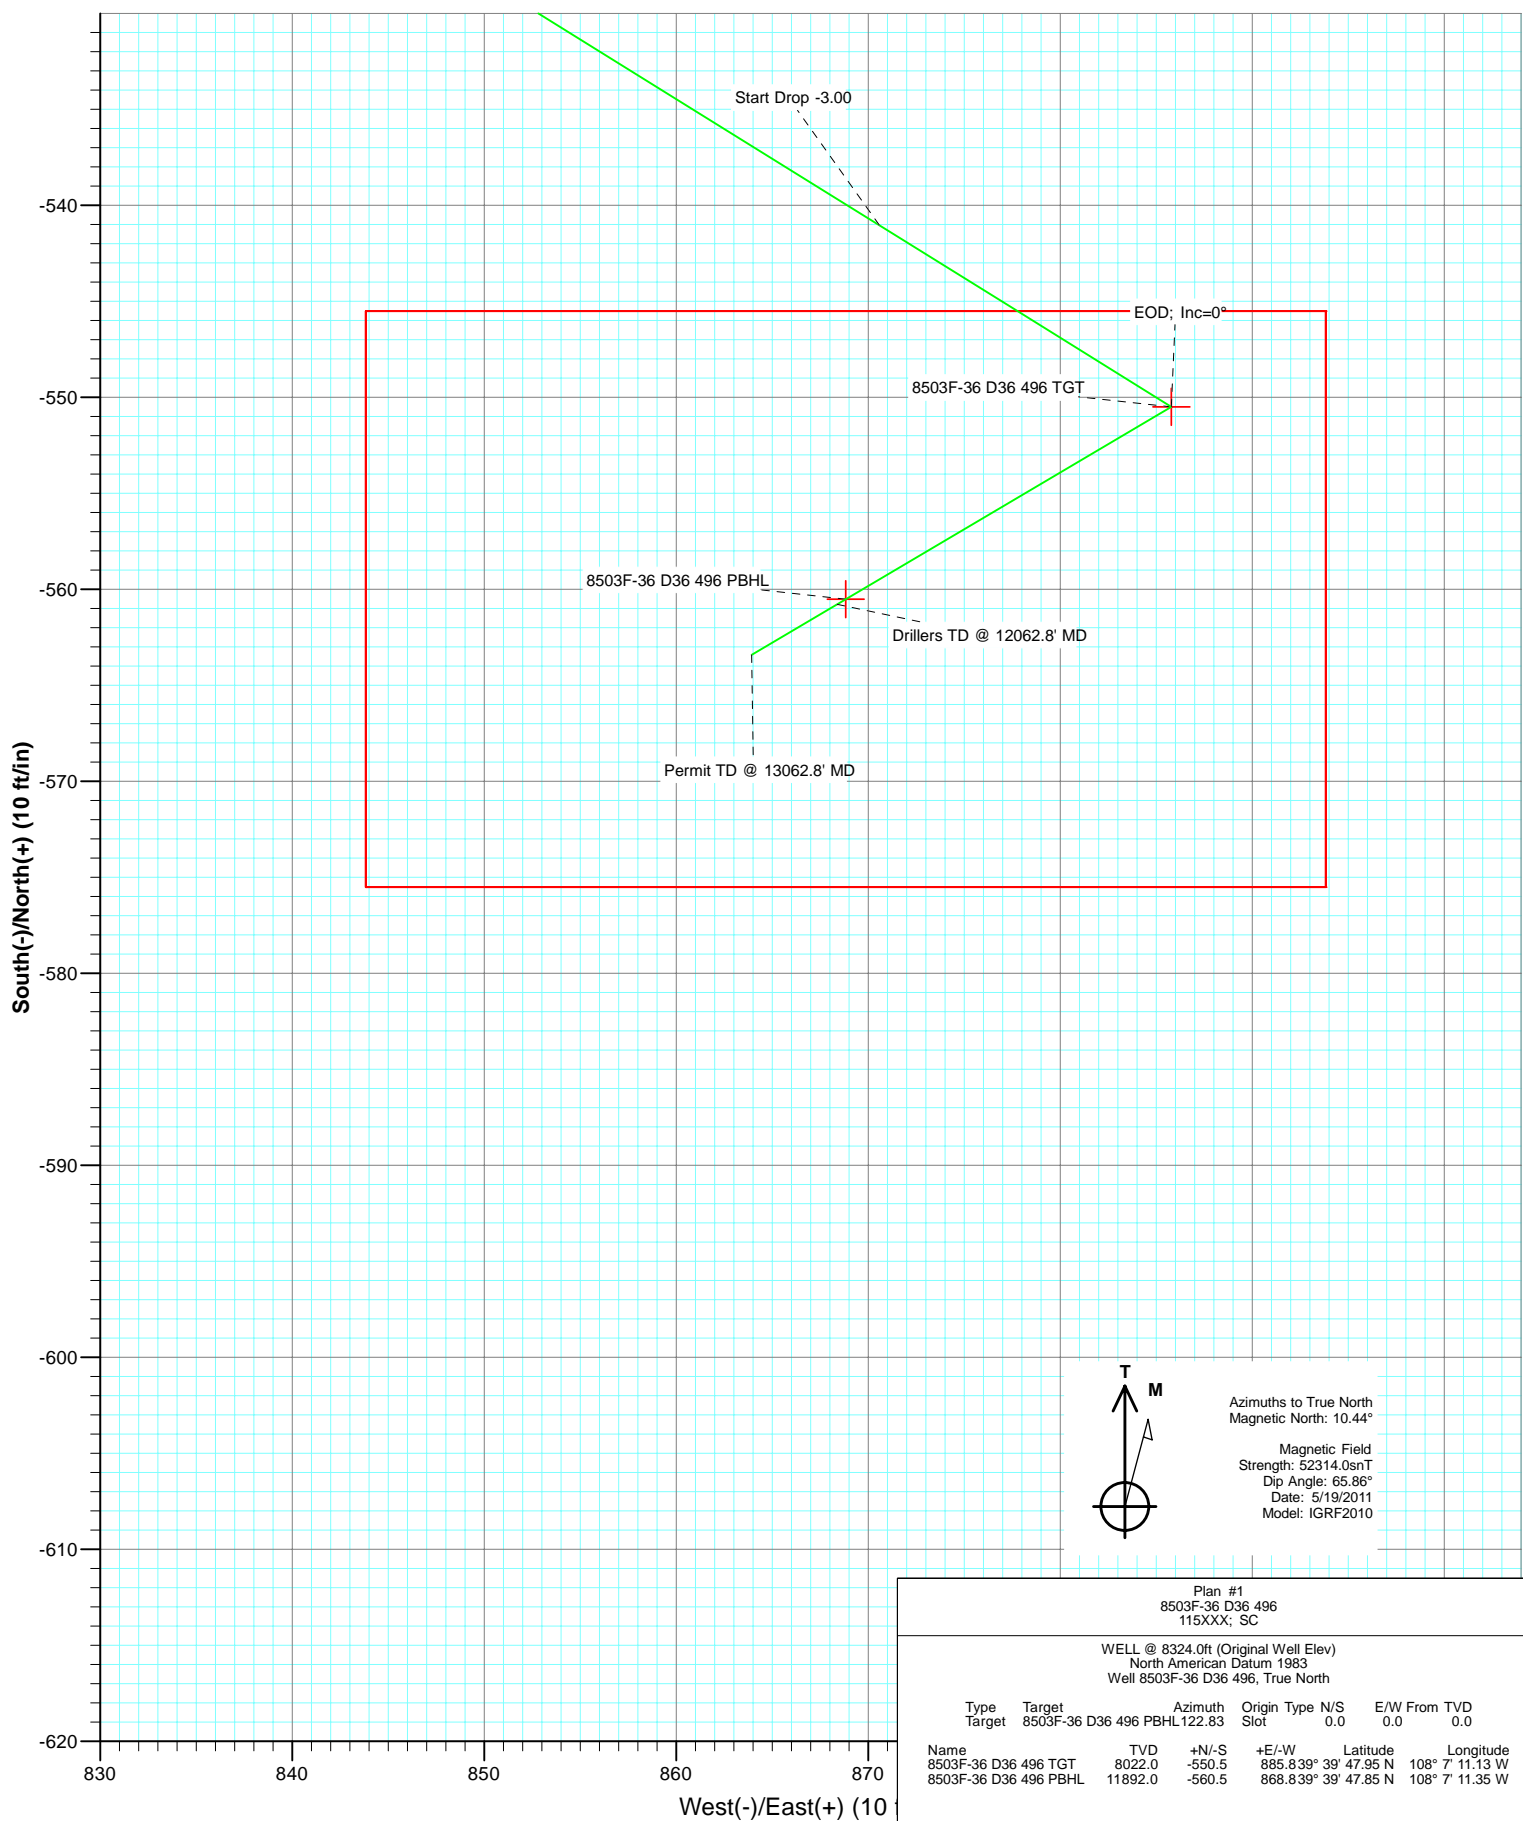 Start Drop -3.00
-540
EOD; Inc=0°
8503F-36 D36 496 TGT
-550
8503F-36 D36 496 PBHL
-560
Drillers TD @ 12062.8' MD
Permit TD @ 13062.8' MD
-570
South(-)/North(+) (10 ft/in)
-580
-590
-600
T
M
Azimuths to True North
Magnetic North: 10.44°
Magnetic Field
Strength: 52314.0snT
Dip Angle: 65.86°
Date: 5/19/2011
Model: IGRF2010
-610
Plan #1
8503F-36 D36 496
115XXX; SC
WELL @ 8324.0ft (Original Well Elev)
North American Datum 1983
Well 8503F-36 D36 496, True North
Type Target Azimuth Origin Type N/S E/W From TVD
Target 8503F-36 D36 496 PBHL 122.83 Slot 0.0 0.0 0.0
-620
Name TVD +N/-S +E/-W Latitude Longitude
8503F-36 D36 496 TGT 8022.0 -550.5 885.8 39° 39' 47.95 N 108° 7' 11.13 W
8503F-36 D36 496 PBHL 11892.0 -560.5 868.8 39° 39' 47.85 N 108° 7' 11.35 W
830 840 850 860 870
West(-)/East(+) (10